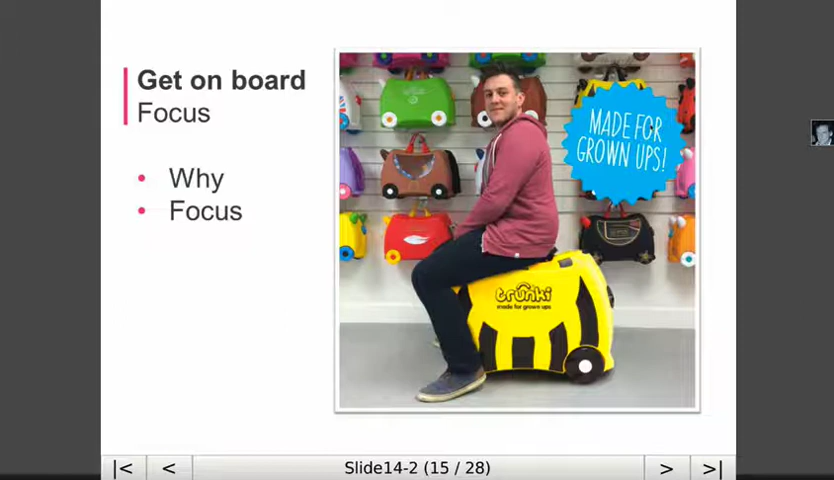 Get on board
Focus
• Why
• Focus
MADE FOR
GROWN UPS!
trunki
made for grown ups
|< < Slide14-2 (15 / 28) > >|